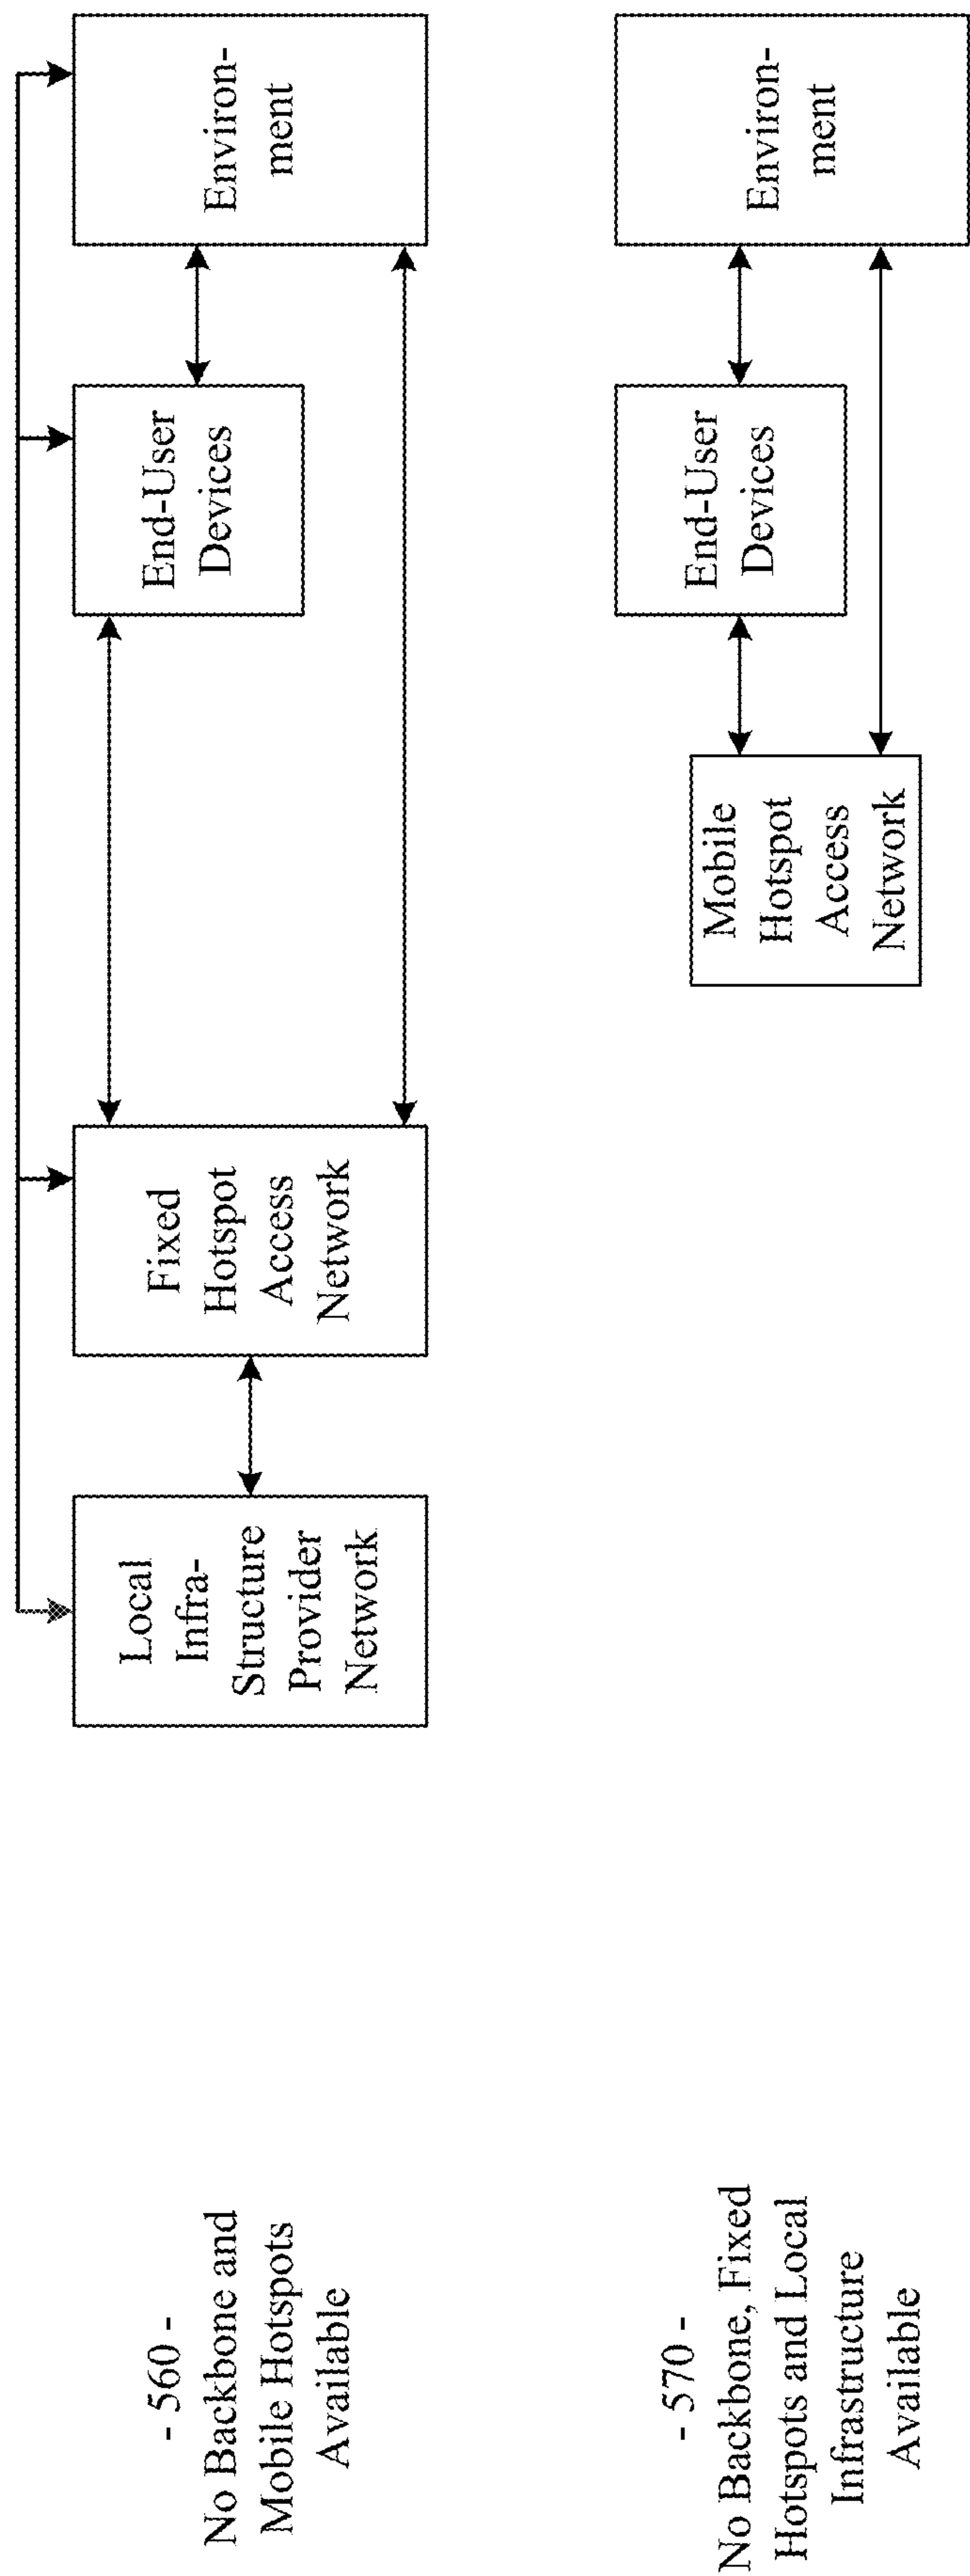 - 560 -
No Backbone and
Mobile Hotspots
Available
Local
Infra-
Structure
Provider
Network
Fixed
Hotspot
Access
Network
End-User
Devices
Environ-
ment
- 570 -
No Backbone, Fixed
Hotspots and Local
Infrastructure
Available
Mobile
Hotspot
Access
Network
End-User
Devices
Environ-
ment